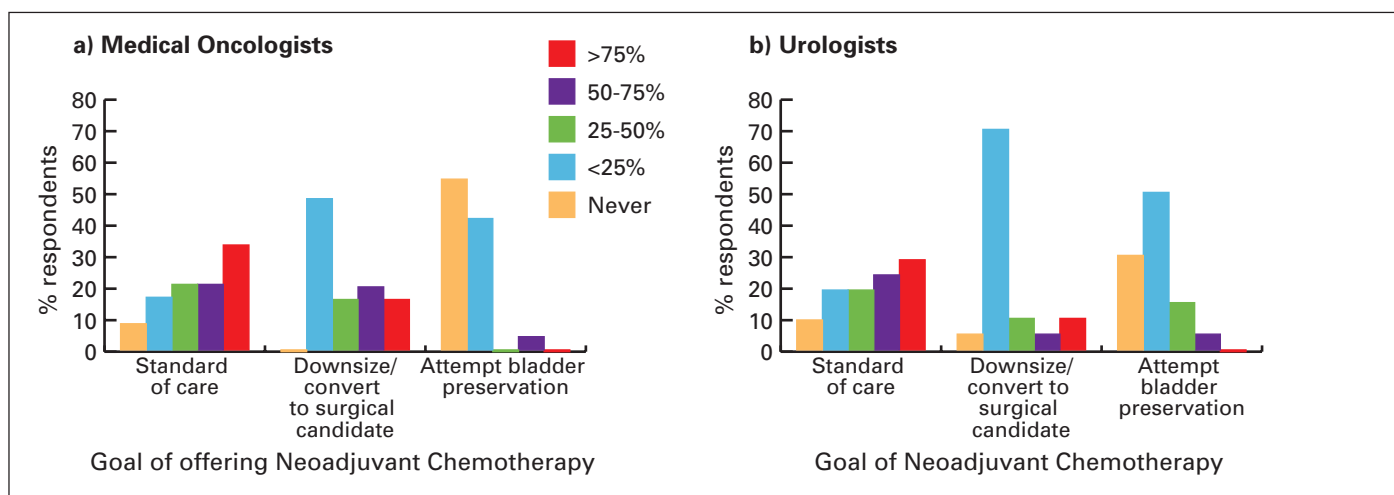 a) Medical Oncologists
>75%
50-75%
25-50%
<25%
Never
% respondents
80
70
60
50
40
30
20
10
0
Standard
of care
Downsize/
convert
to surgical
candidate
Attempt bladder
preservation
Goal of offering Neoadjuvant Chemotherapy
b) Urologists
% respondents
80
70
60
50
40
30
20
10
0
Standard
of care
Downsize/
convert to
surgical
candidate
Attempt
bladder
preservation
Goal of Neoadjuvant Chemotherapy